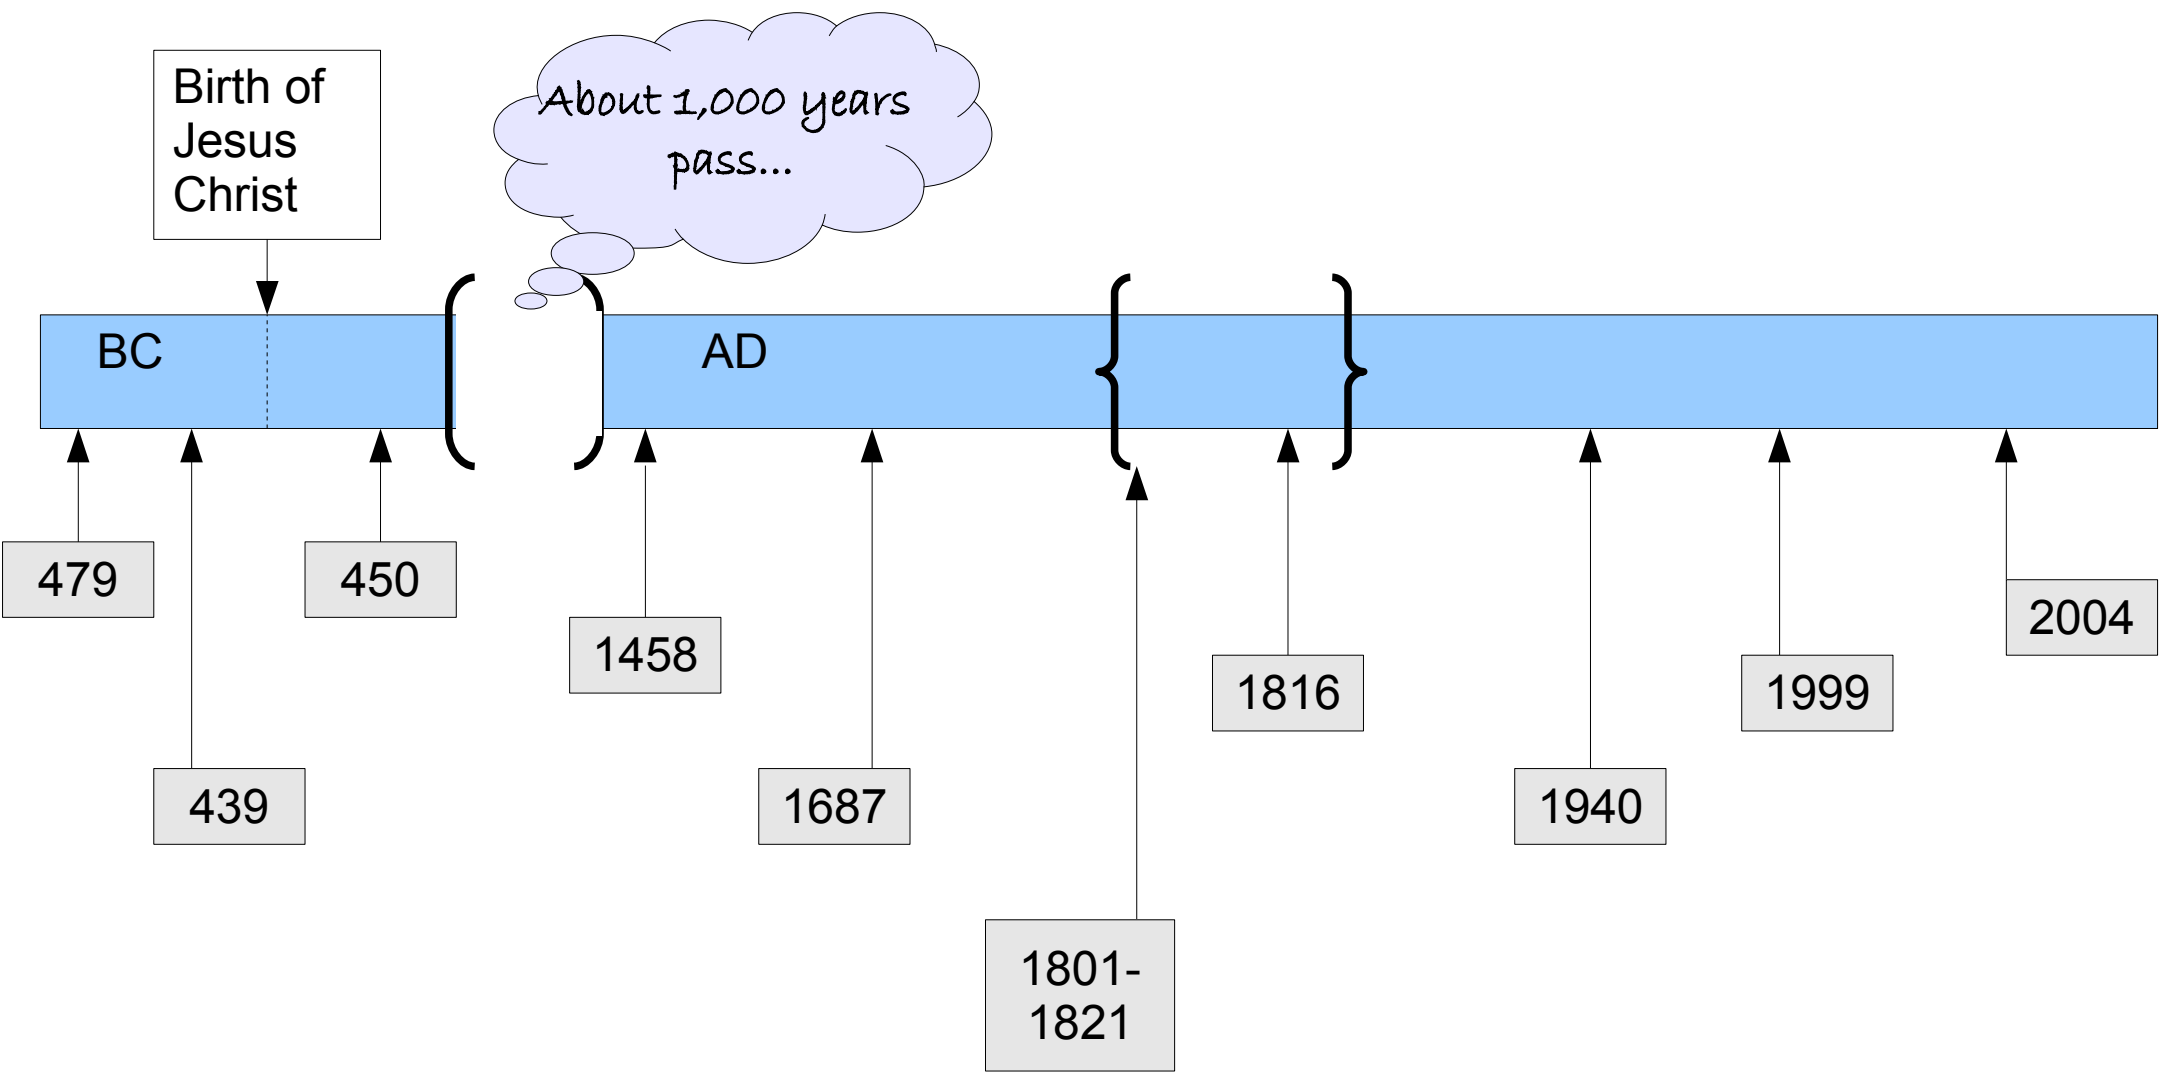 Birth of
Jesus
Christ
About 1,000 years
pass...
BC
AD
479
450
1458
2004
1816
1999
439
1687
1940
1801-
1821